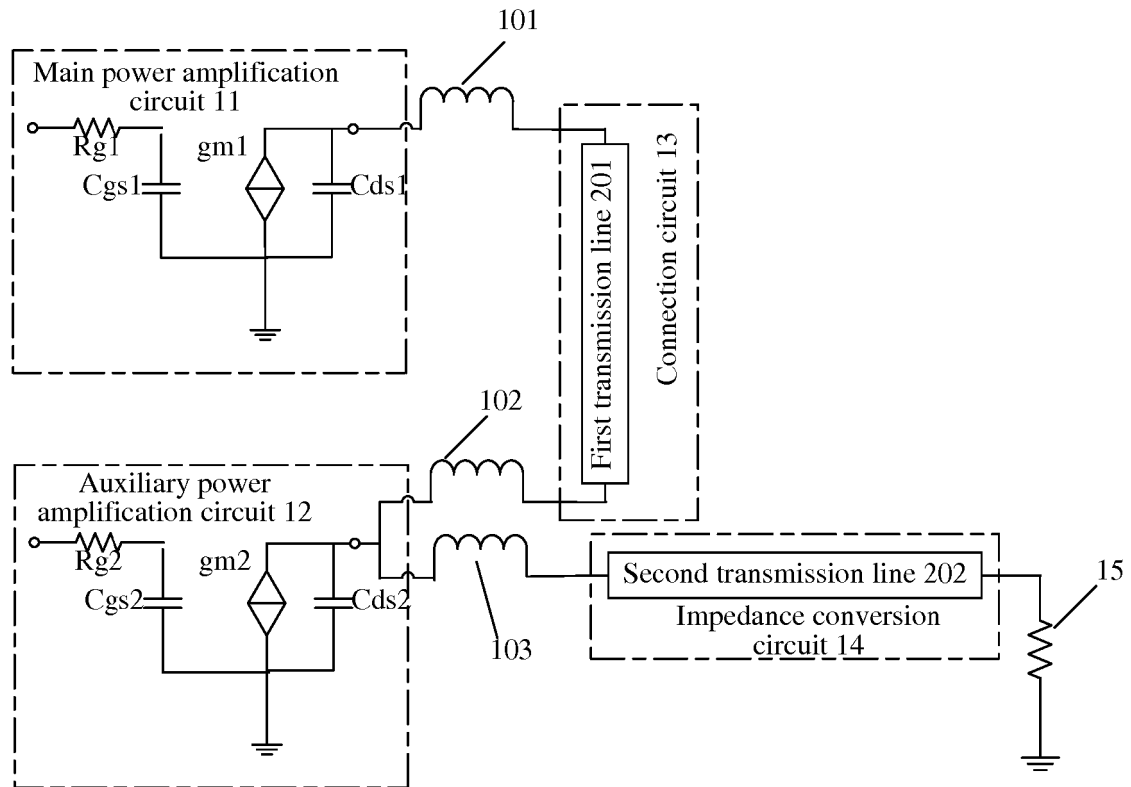 101
Main power amplification
circuit 11
Rg1
gm1
Cgs1
Cds1
First transmission line 201
Connection circuit 13
102
Auxiliary power
amplification circuit 12
Rg2
gm2
Cgs2
Cds2
103
Second transmission line 202
Impedance conversion
circuit 14
15